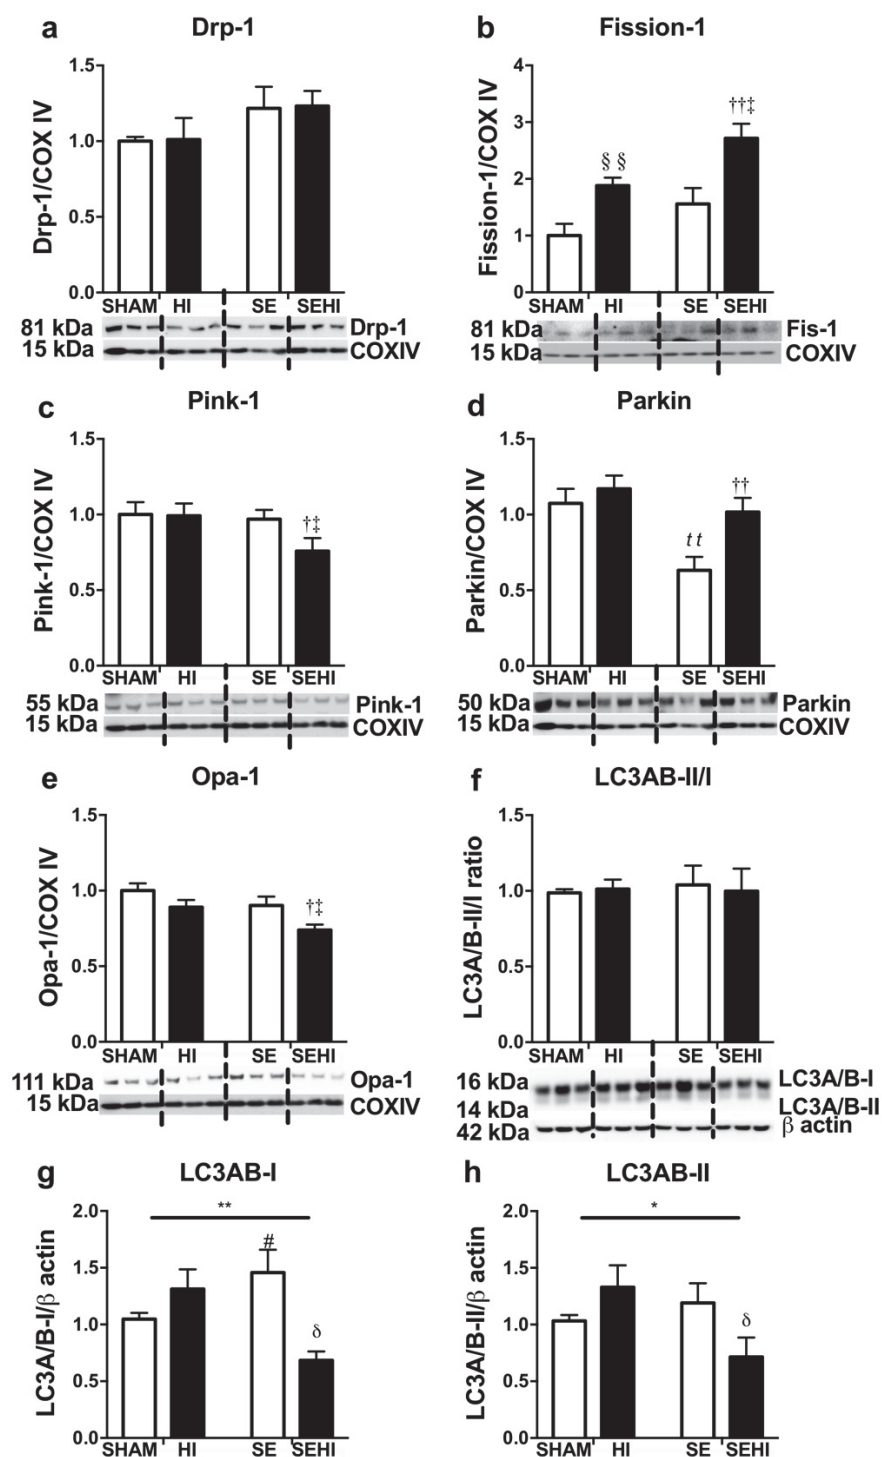 a Drp-1
Drp-1/COX IV
1.5
1.0
0.5
0.0
SHAM HI SE SEHI
81 kDa Drp-1
15 kDa COXIV
b Fission-1
Fission-1/COX IV
4
3
2
1
0
§ §
††‡
SHAM HI SE SEHI
81 kDa Fis-1
15 kDa COXIV
c Pink-1
Pink-1/COX IV
1.5
1.0
0.5
0.0
†‡
SHAM HI SE SEHI
55 kDa Pink-1
15 kDa COXIV
d Parkin
Parkin/COX IV
1.5
1.0
0.5
0.0
tt
††
SHAM HI SE SEHI
50 kDa Parkin
15 kDa COXIV
e Opa-1
Opa-1/COX IV
1.5
1.0
0.5
0.0
†‡
SHAM HI SE SEHI
111 kDa Opa-1
15 kDa COXIV
f LC3AB-II/I
LC3A/B-II/I ratio
1.5
1.0
0.5
0.0
SHAM HI SE SEHI
16 kDa LC3A/B-I
14 kDa LC3A/B-II
42 kDa β actin
g LC3AB-I
LC3A/B-I/β actin
2.0
1.5
1.0
0.5
0.0
**
#
δ
SHAM HI SE SEHI
h LC3AB-II
LC3A/B-II/β actin
2.0
1.5
1.0
0.5
0.0
*
δ
SHAM HI SE SEHI